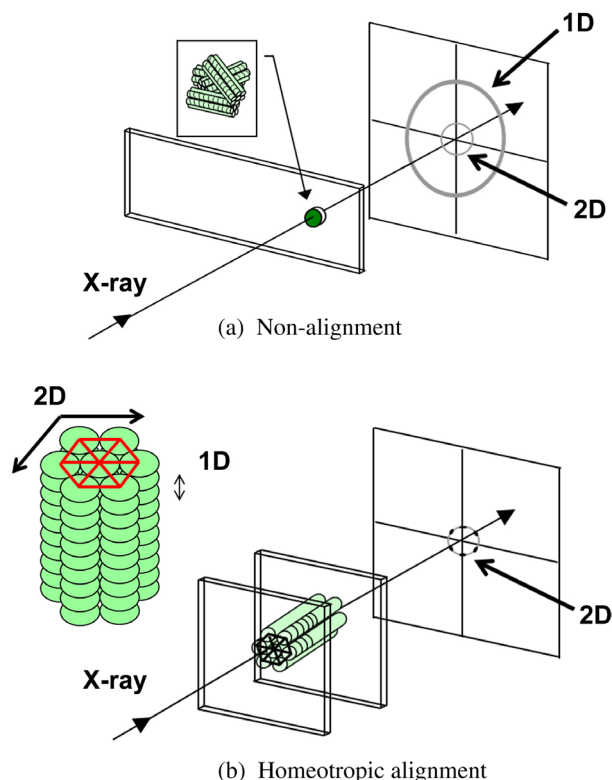 1D
2D
X-ray
(a) Non-alignment
2D
1D
2D
X-ray
(b) Homeotropic alignment